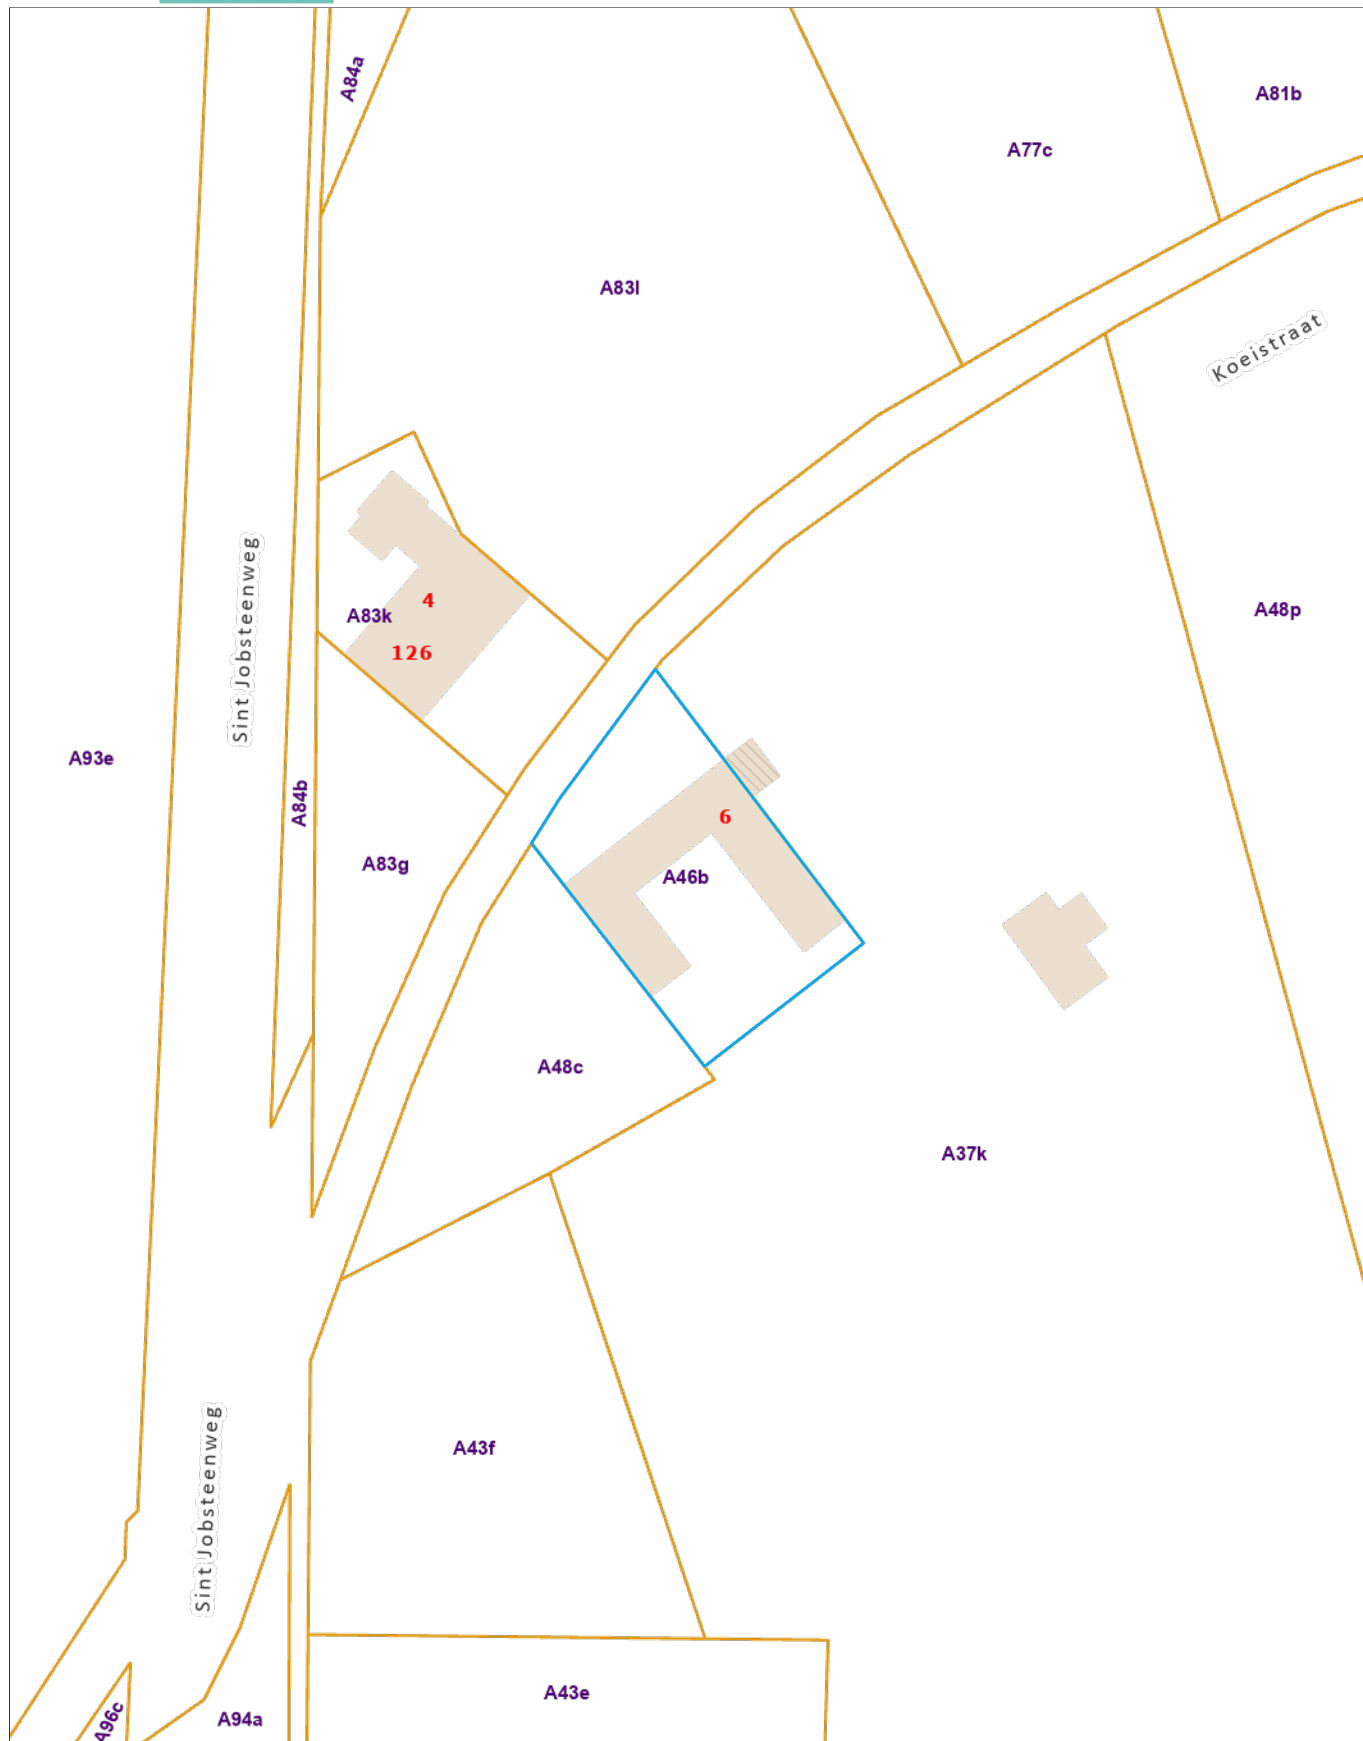 A84a
A81b
A77c
A83l
Koeistraat
Sint Jobsteenweg
4
A83k
126
A48p
A93e
A84b
6
A83g
A46b
A48c
A37k
A43f
Sint Jobsteenweg
A43e
A96c
A94a